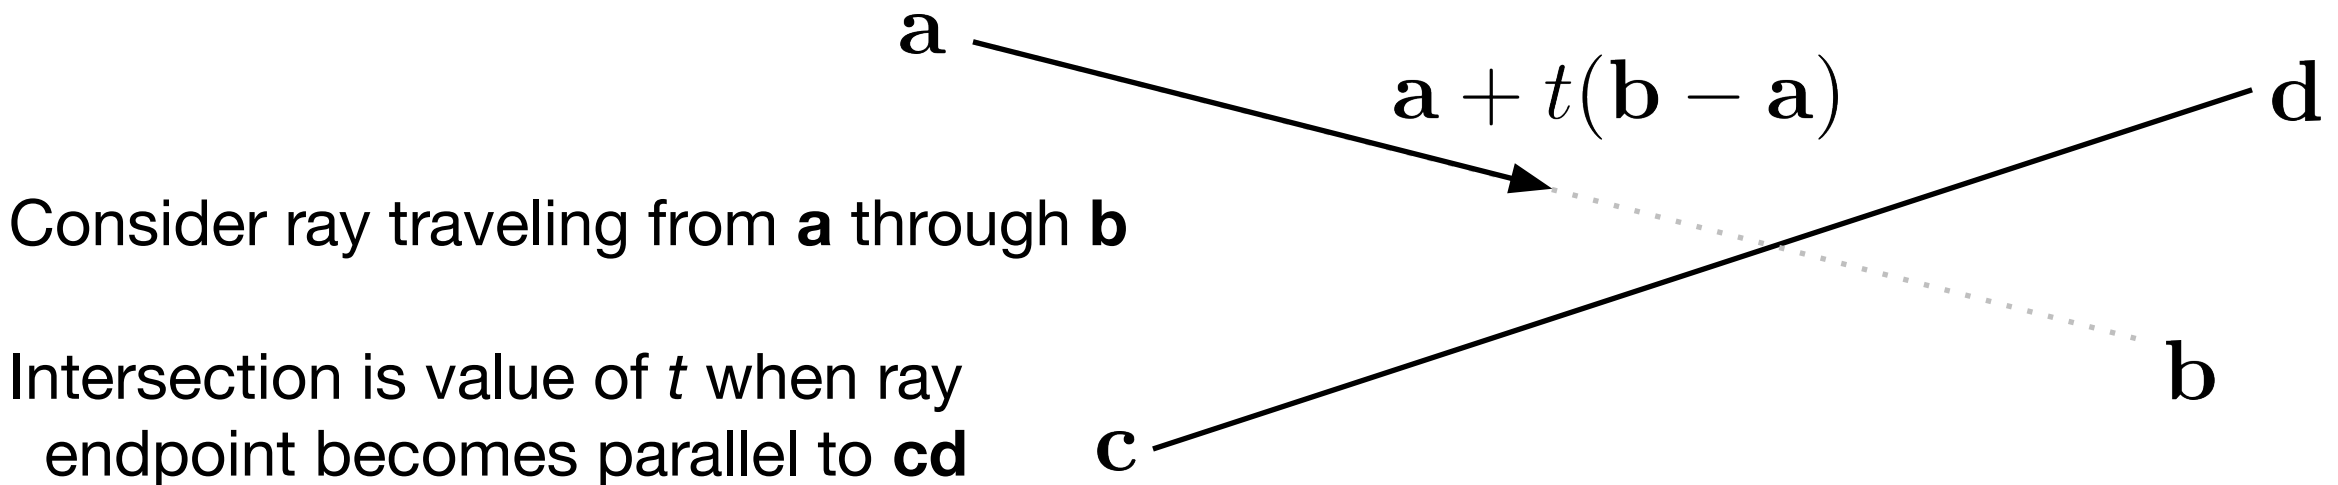 a
a + t(b − a)
d
Consider ray traveling from a through b
Intersection is value of t when ray
endpoint becomes parallel to cd
b
c